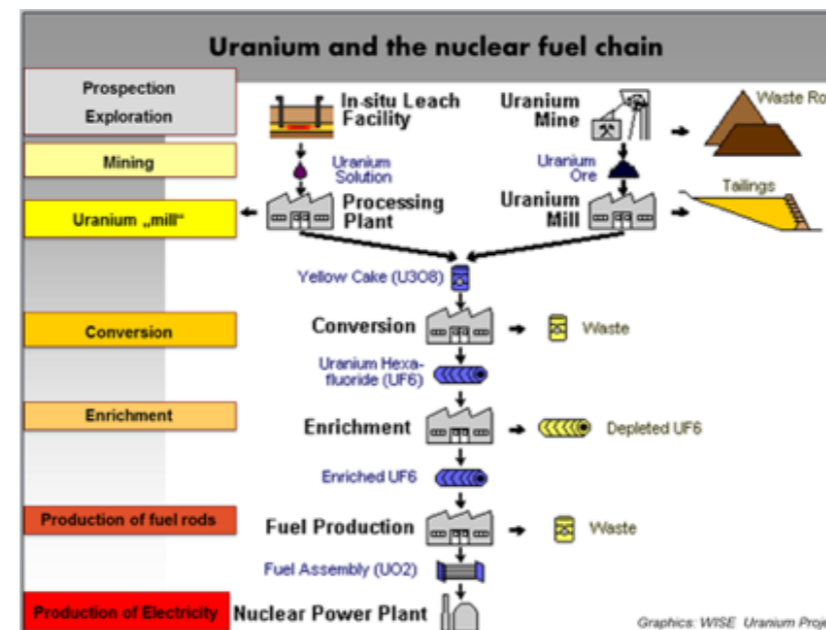 Uranium and the nuclear fuel chain
Prospection
Exploration
In-situ Leach
Facility
Uranium
Mine
Waste Ro
Mining
Uranium
Solution
Uranium
Ore
Uranium „mill“
Processing
Plant
Uranium
Mill
Tailings
Yellow Cake (U3O8)
Conversion
Conversion
Waste
Uranium Hexa-
fluoride (UF6)
Enrichment
Enrichment
Depleted UF6
Enriched UF6
Production of fuel rods
Fuel Production
Waste
Fuel Assembly (UO2)
Production of Electricity
Nuclear Power Plant
Graphics: WISE Uranium Proje